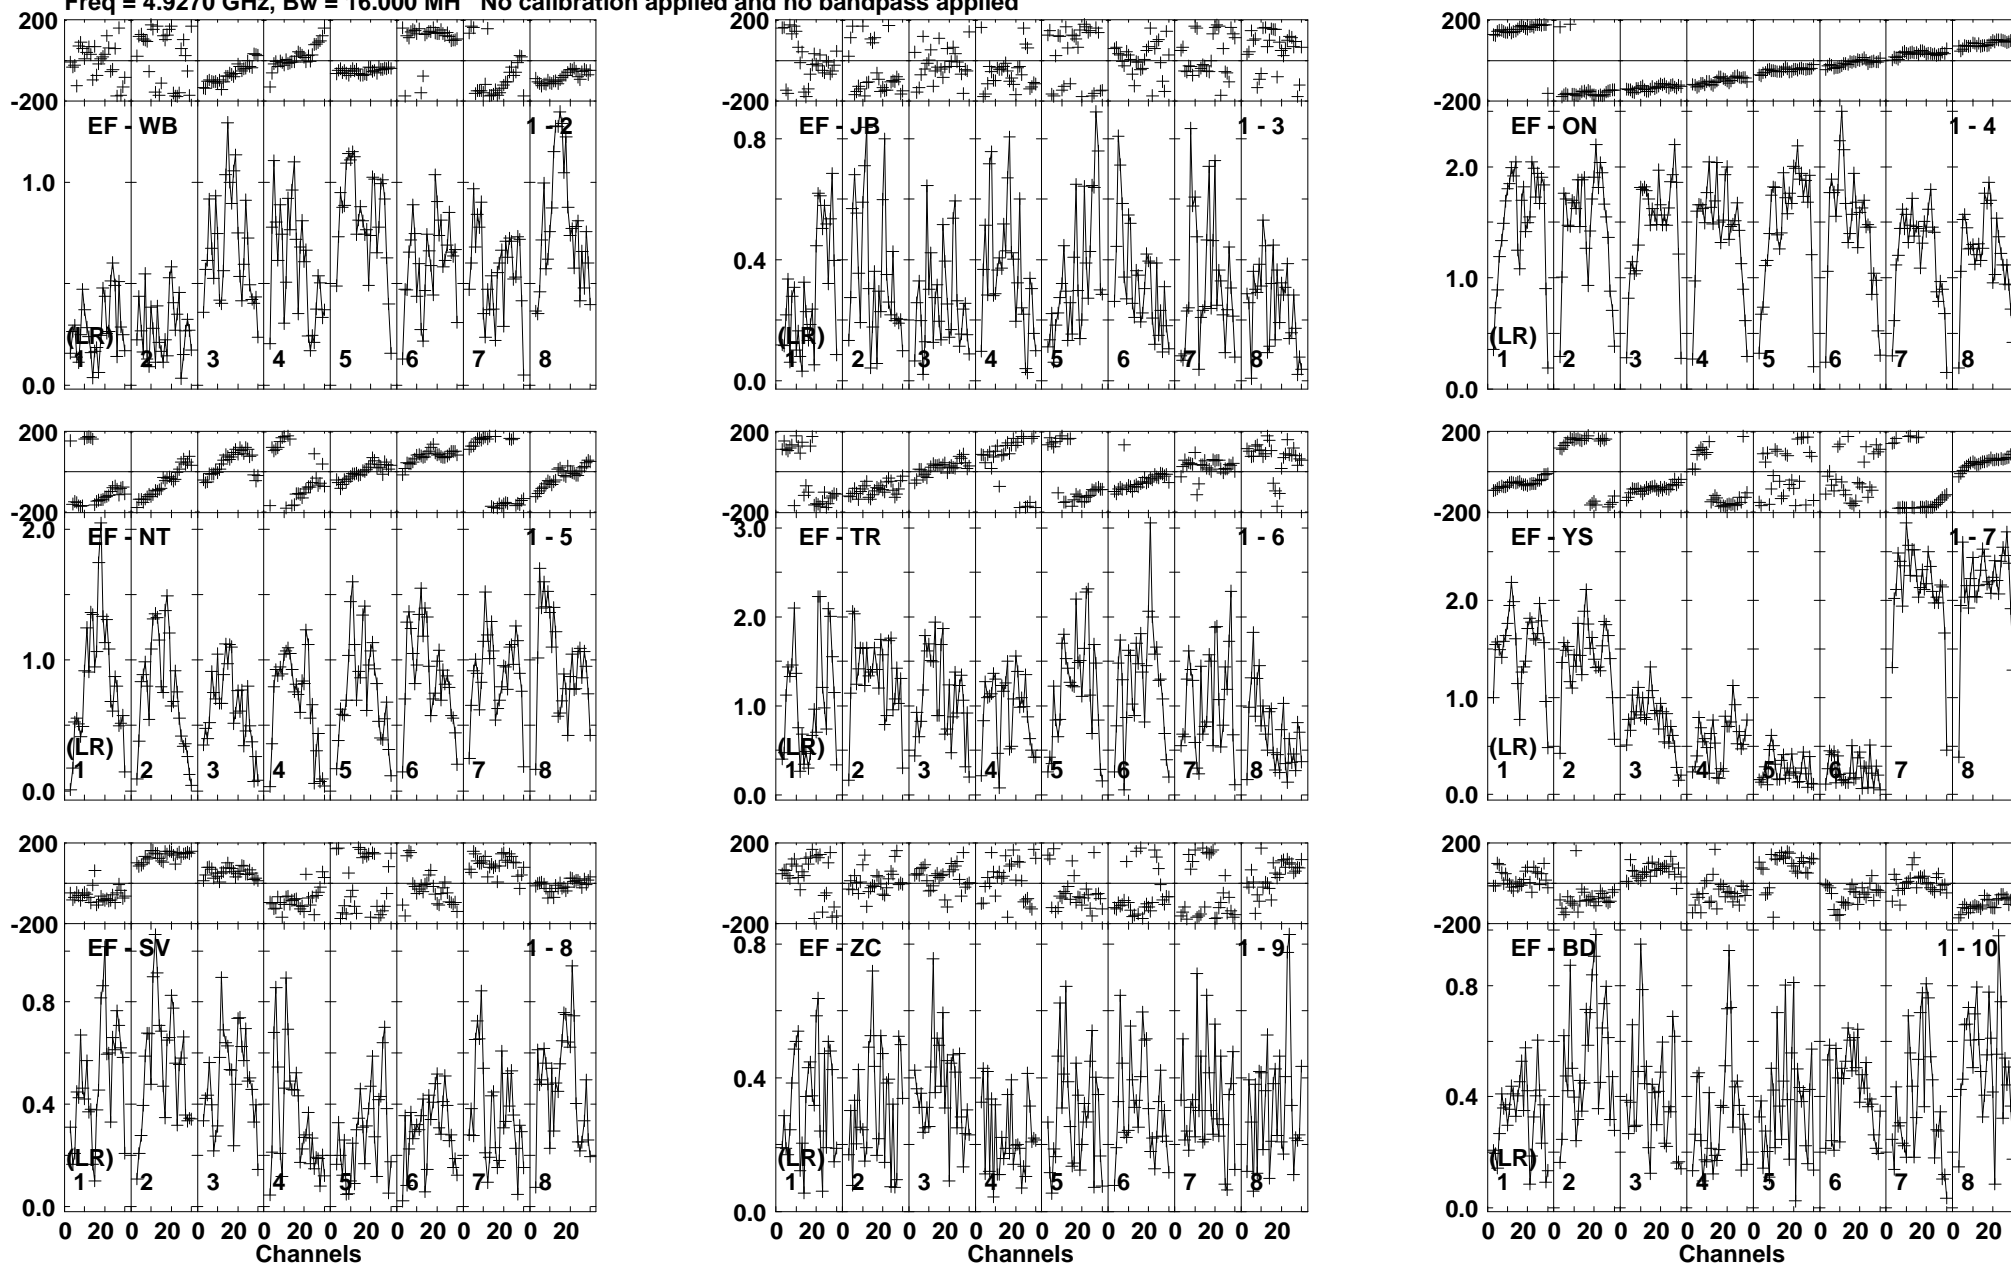 Freq = 4.9270 GHz, Bw = 16.000 MH No calibration applied and no bandpass applied
200 200 200
-200 -200 -200
EF - WB 1 - 2 EF - JB 1 - 3 EF - ON 1 - 4
0.8 2.0
1.0
0.4 1.0
(LR) (LR) (LR)
1 2 3 4 5 6 7 8 1 2 3 4 5 6 7 8 1 2 3 4 5 6 7 8
0.0 0.0 0.0
200 200 200
-200 -200 -200
EF - NT 1 - 5 EF - TR 1 - 6 EF - YS 1 - 7
2.0 3.0
2.0 2.0
1.0 1.0 1.0
(LR) (LR) (LR)
1 2 3 4 5 6 7 8 1 2 3 4 5 6 7 8 1 2 3 4 5 6 7 8
0.0 0.0 0.0
200 200 200
-200 -200 -200
EF - SV 1 - 8 EF - ZC 1 - 9 EF - BD 1 - 10
0.8 0.8 0.8
0.4 0.4 0.4
(LR) (LR) (LR)
1 2 3 4 5 6 7 8 1 2 3 4 5 6 7 8 1 2 3 4 5 6 7 8
0.0 0.0 0.0
0 20 0 20 0 20 0 20 0 20 0 20 0 20 0 20 0 20 0 20 0 20 0 20 0 20 0 20 0 20 0 20 0 20 0 20 0 20 0 20 0 20 0 20 0 20 0 20
Channels Channels Channels